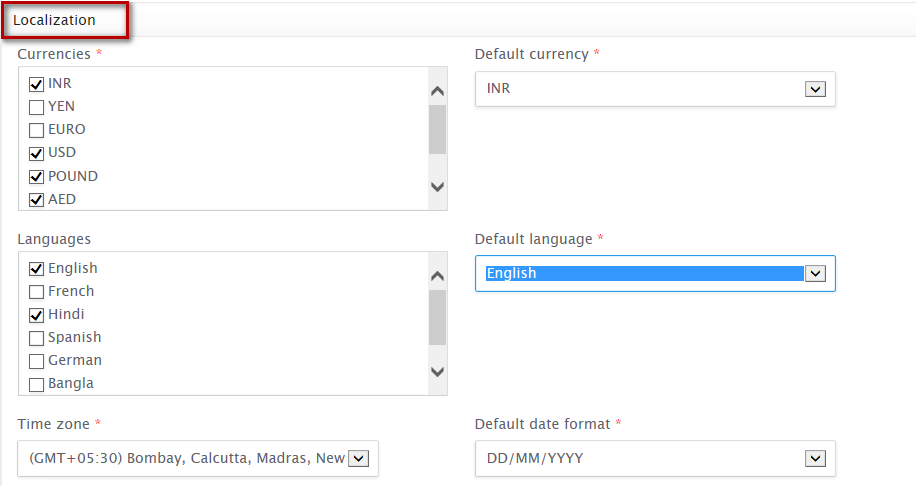 Localization
Currencies *
INR
YEN
EURO
USD
POUND
AED
Default currency *
INR
Languages
English
French
Hindi
Spanish
German
Bangla
Default language *
English
Time zone *
(GMT+05:30) Bombay, Calcutta, Madras, New
Default date format *
DD/MM/YYYY